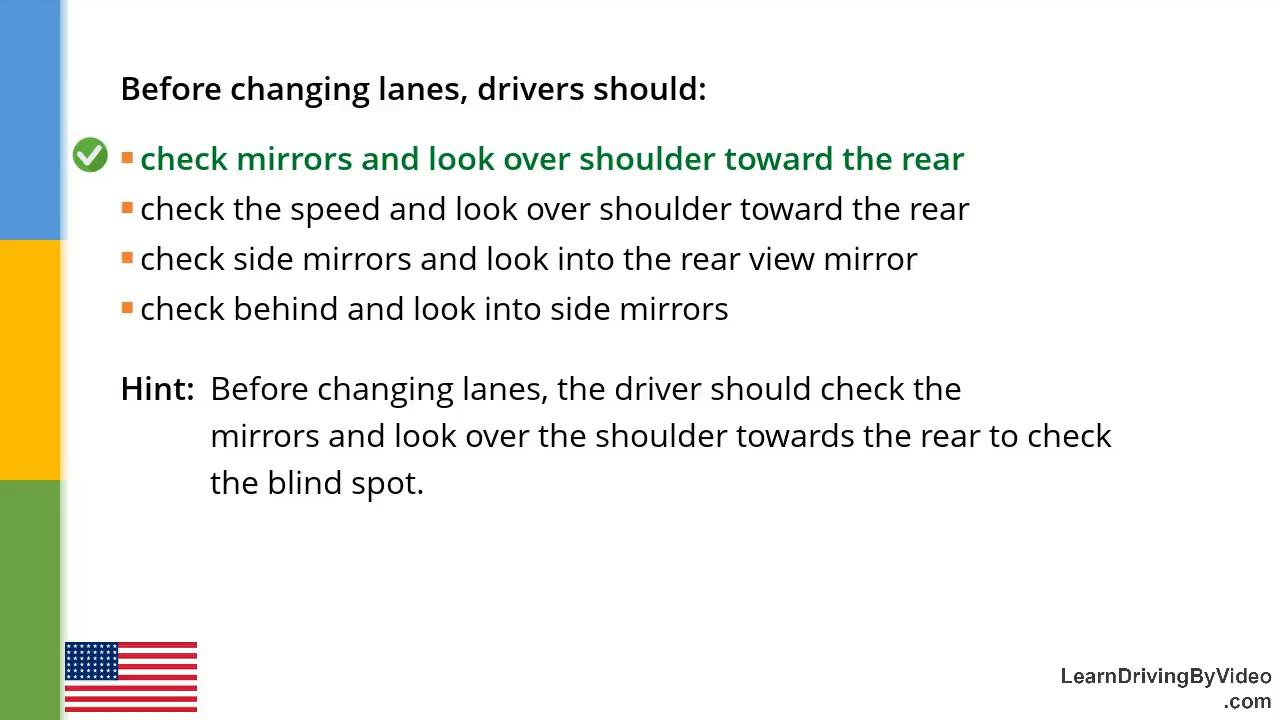 Before changing lanes, drivers should:
check mirrors and look over shoulder toward the rear
check the speed and look over shoulder toward the rear
check side mirrors and look into the rear view mirror
check behind and look into side mirrors
Hint: Before changing lanes, the driver should check the
mirrors and look over the shoulder towards the rear to check
the blind spot.
LearnDrivingByVideo
.com